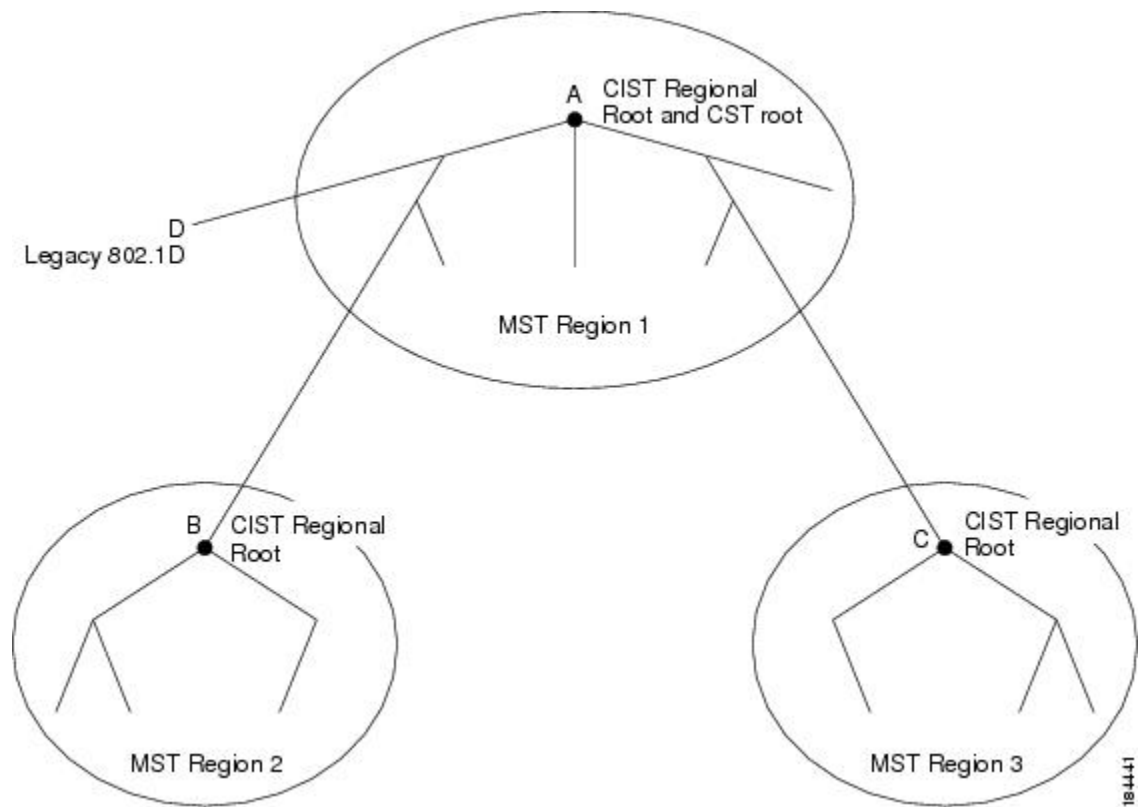 A
CIST Regional
Root and CST root
D
Legacy 802.1D
MST Region 1
B
CIST Regional
Root
C
CIST Regional
Root
MST Region 2
MST Region 3
184441